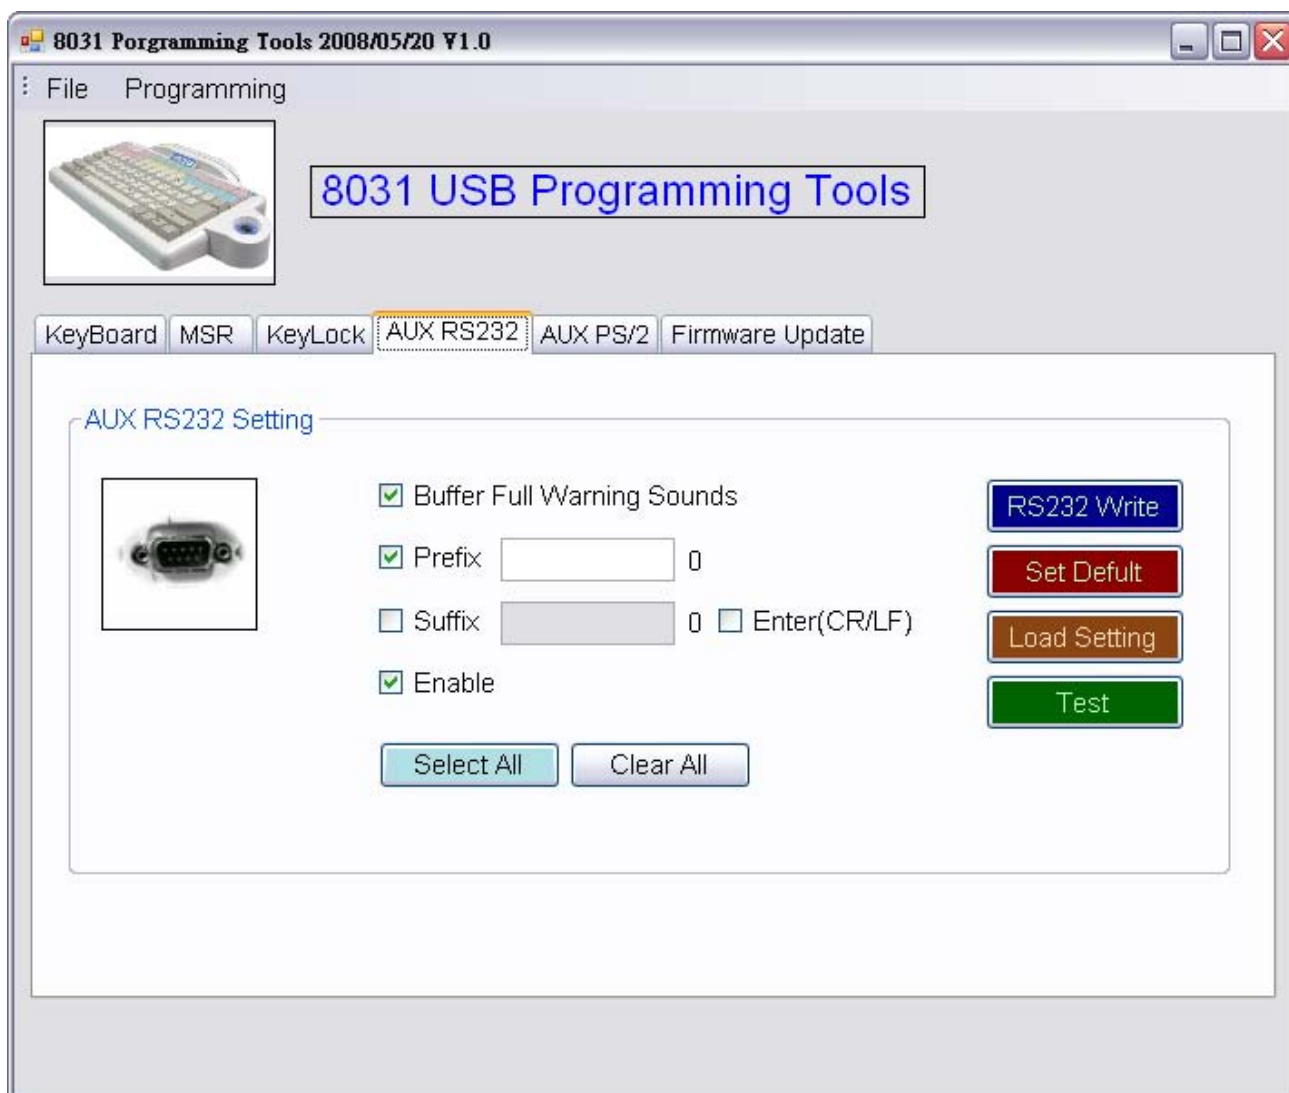 8031 Porgramming Tools 2008/05/20 V1.0
File Programming
8031 USB Programming Tools
KeyBoard MSR KeyLock AUX RS232 AUX PS/2 Firmware Update
AUX RS232 Setting
Buffer Full Warning Sounds
RS232 Write
Prefix 0
Set Defult
Suffix 0 Enter(CR/LF)
Load Setting
Enable
Test
Select All Clear All